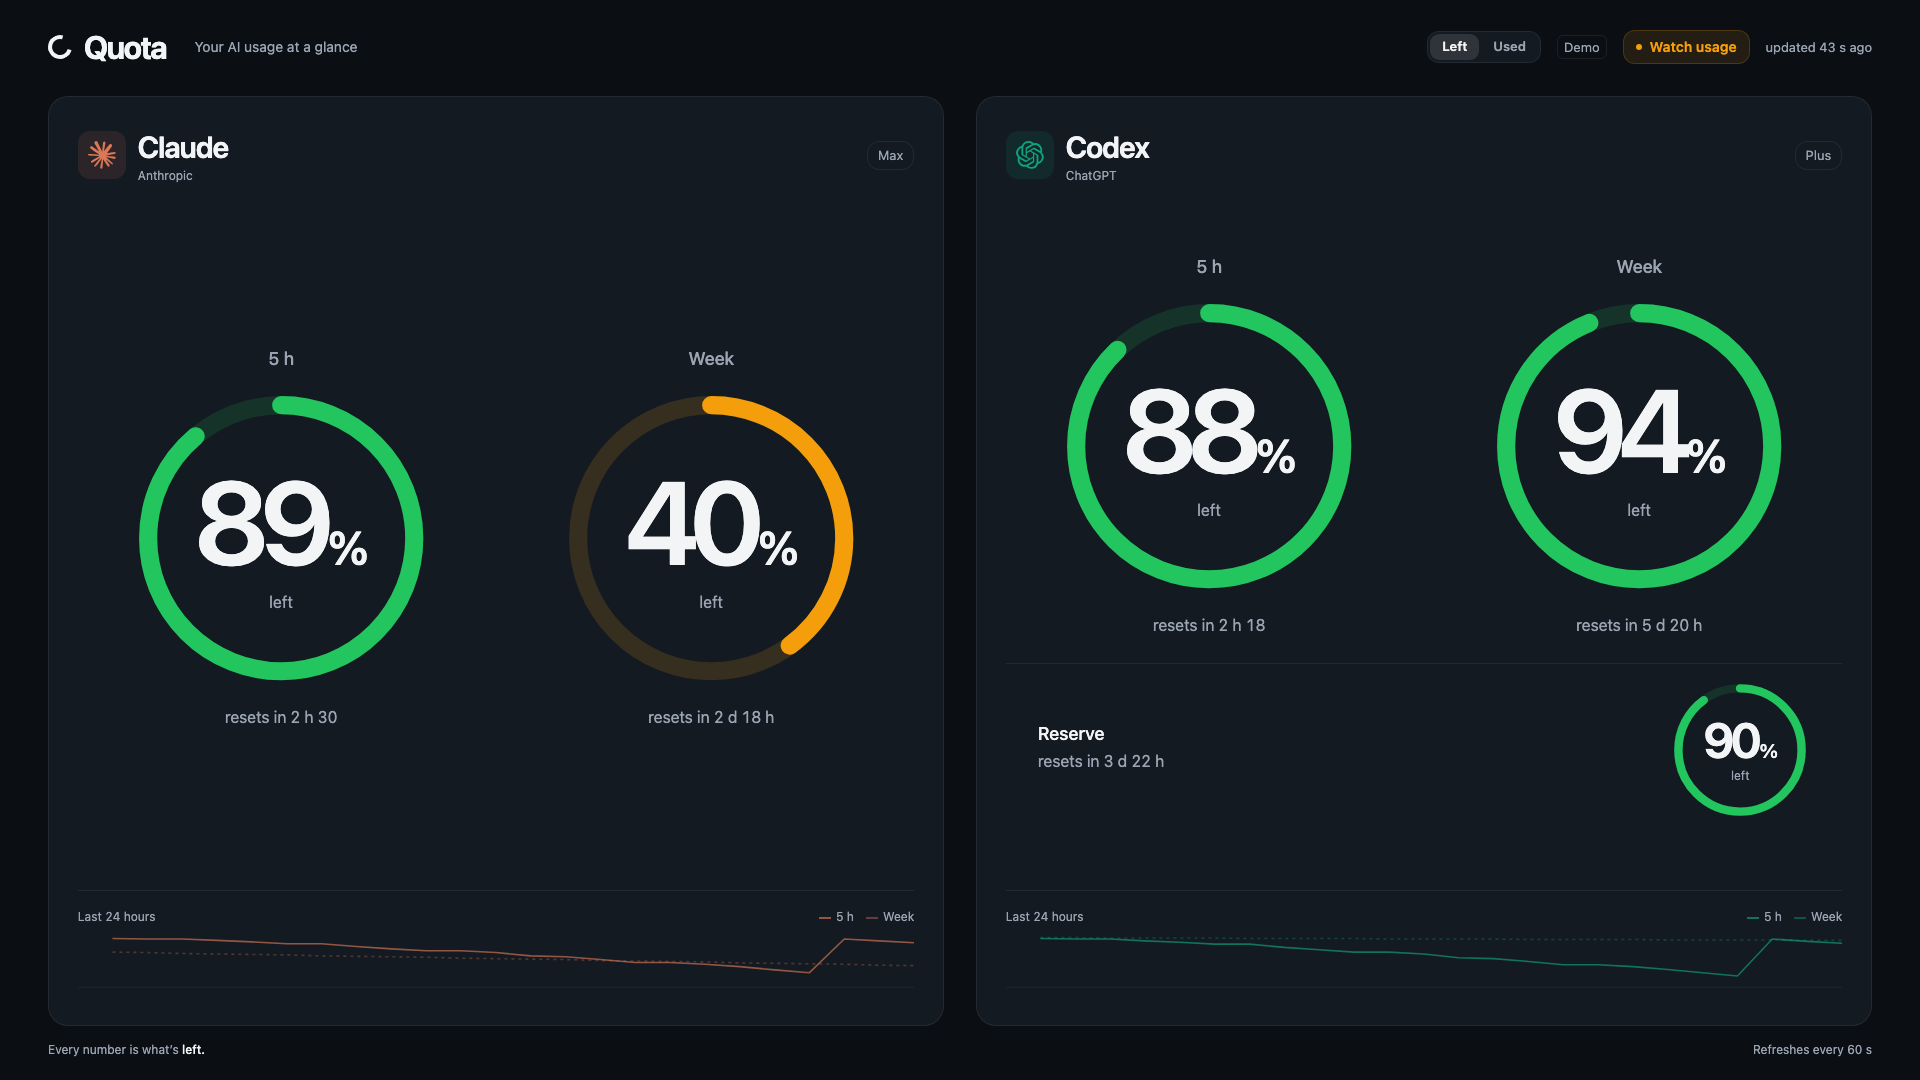 Quota
Your AI usage at a glance
Left
Used
Demo
Watch usage
updated 43 s ago
Claude
Anthropic
Max
5 h
89%
left
resets in 2 h 30
Week
40%
left
resets in 2 d 18 h
Last 24 hours
5 h
Week
Codex
ChatGPT
Plus
5 h
88%
left
resets in 2 h 18
Week
94%
left
resets in 5 d 20 h
Reserve
resets in 3 d 22 h
90%
left
Last 24 hours
5 h
Week
Every number is what's left.
Refreshes every 60 s